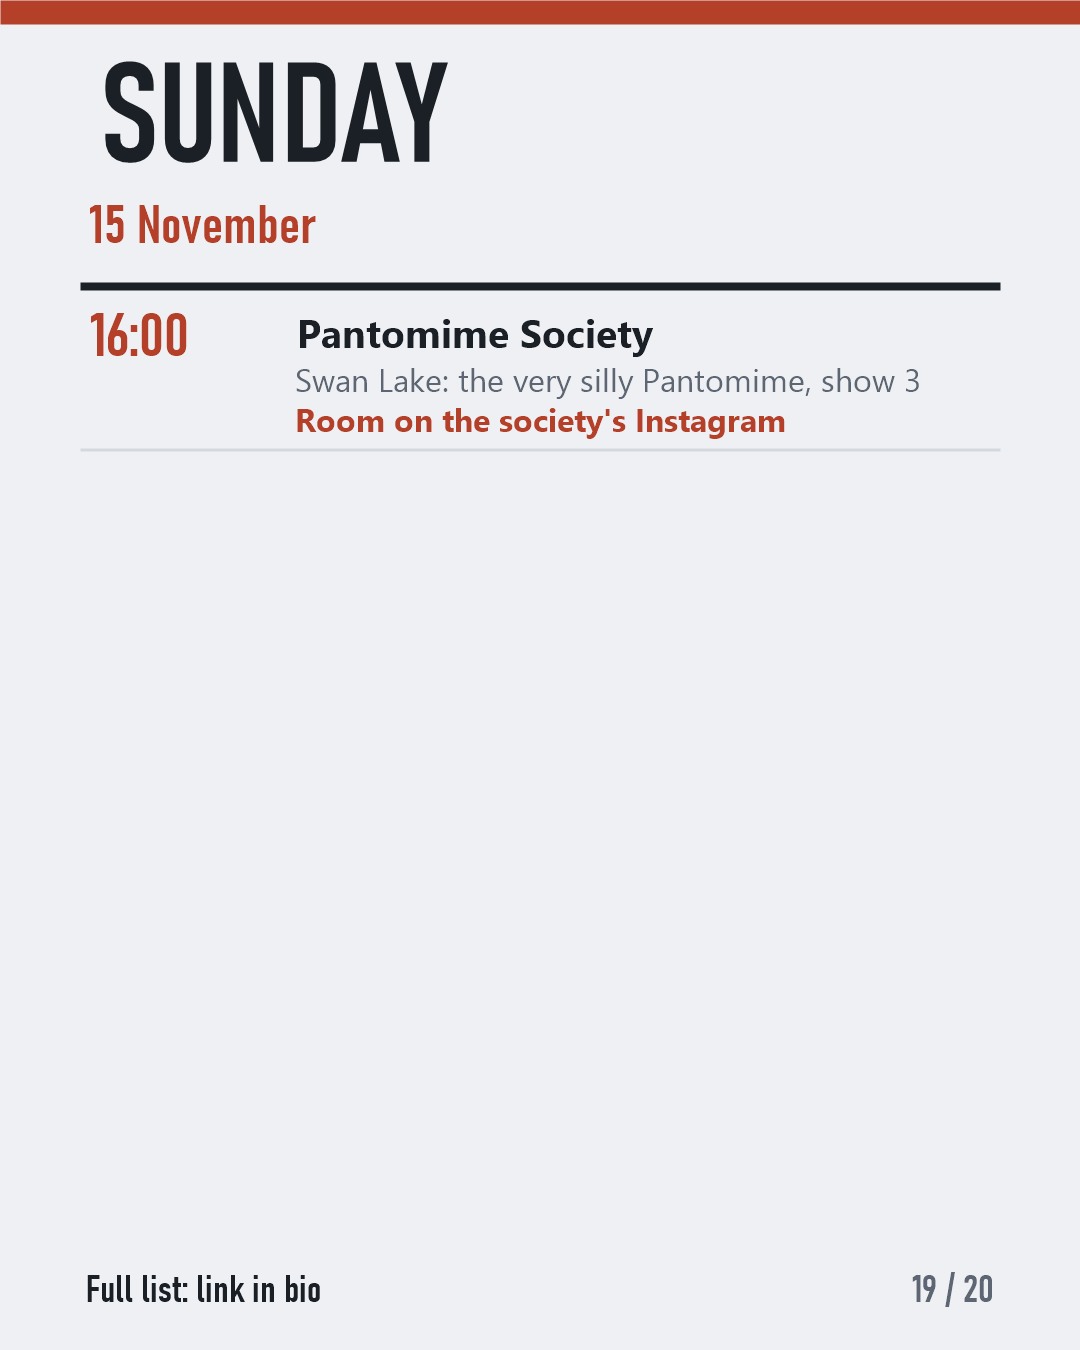 SUNDAY
15 November
16:00
Pantomime Society
Swan Lake: the very silly Pantomime, show 3
Room on the society's Instagram
Full list: link in bio
19 / 20